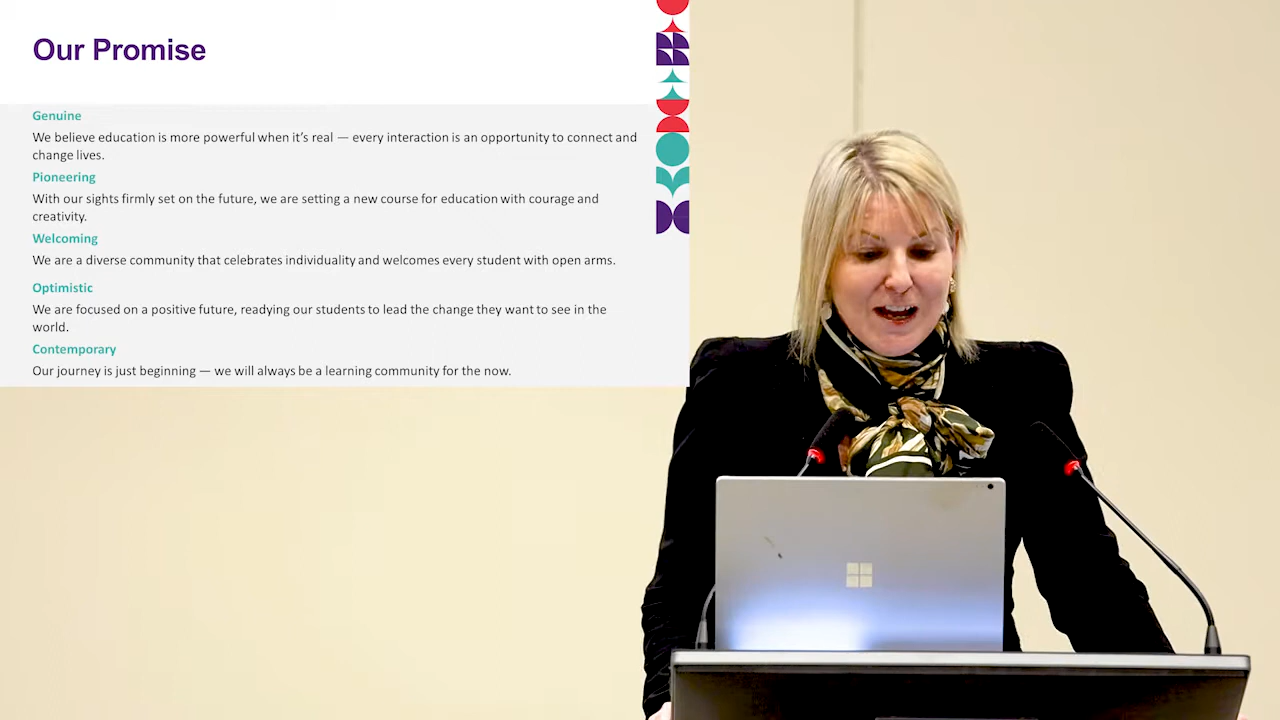 Our Promise
Genuine
We believe education is more powerful when it’s real — every interaction is an opportunity to connect and
change lives.
Pioneering
With our sights firmly set on the future, we are setting a new course for education with courage and
creativity.
Welcoming
We are a diverse community that celebrates individuality and welcomes every student with open arms.
Optimistic
We are focused on a positive future, readying our students to lead the change they want to see in the
world.
Contemporary
Our journey is just beginning — we will always be a learning community for the now.